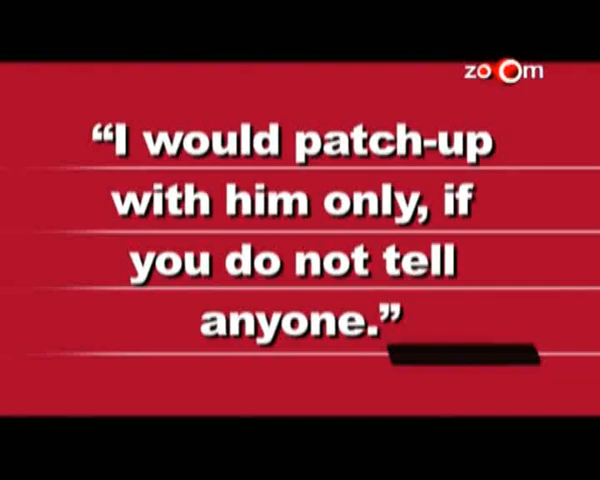 zoom
“I would patch-up
with him only, if
you do not tell
anyone.”